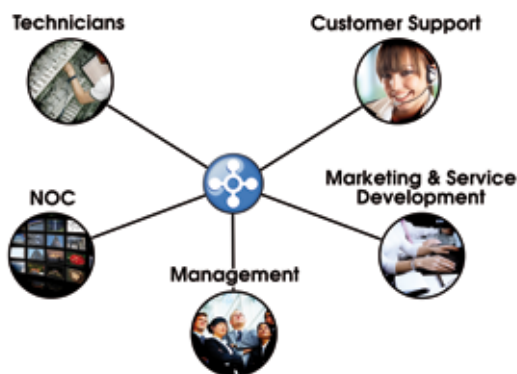 Technicians
Customer Support
NOC
Marketing & Service
Development
Management